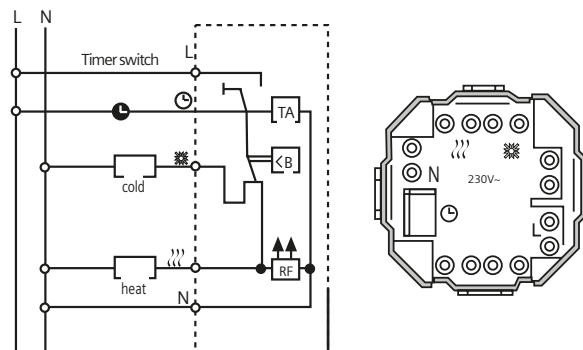 L N
Timer switch L
TA
<B
cold
N
230V~
L
heat
RF
N